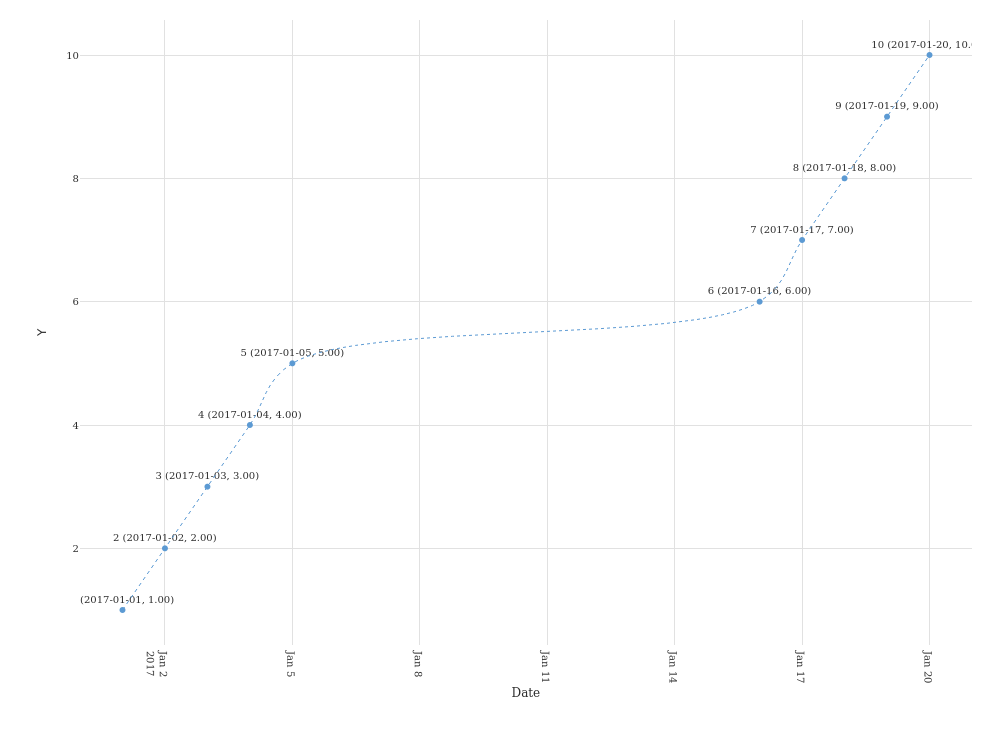 10 (2017-01-20, 10.
10
9 (2017-01-19, 9.00)
8 (2017-01-18, 8.00)
8
7 (2017-01-17, 7.00)
6 (2017-01-16, 6.00)
6
Y
5 (2017-01-05, 5.00)
4 (2017-01-04, 4.00)
4
3 (2017-01-03, 3.00)
2 (2017-01-02, 2.00)
2
(2017-01-01, 1.00)
Jan 2
2017
Jan 5
Jan 8
Jan 11
Jan 14
Jan 17
Jan 20
Date